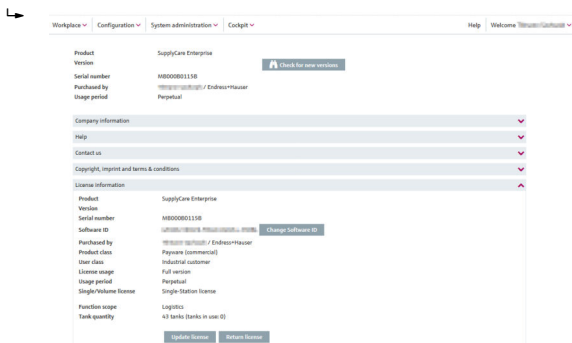 Workplace Configuration System administration Cockpit Help Welcome
Product SupplyCare Enterprise
Version
Check for new versions
Serial number MB000B0115B
Purchased by / Endress+Hauser
Usage period Perpetual
Company information
Help
Contact us
Copyright, imprint and terms & conditions
License information
Product SupplyCare Enterprise
Version
Serial number MB000B0115B
Software ID Change Software ID
Purchased by / Endress+Hauser
Product class Payware (commercial)
User class Industrial customer
License usage Full version
Usage period Perpetual
Single/Volume license Single-Station license
Function scope Logistics
Tank quantity 43 tanks (tanks in use: 0)
Update license Return license